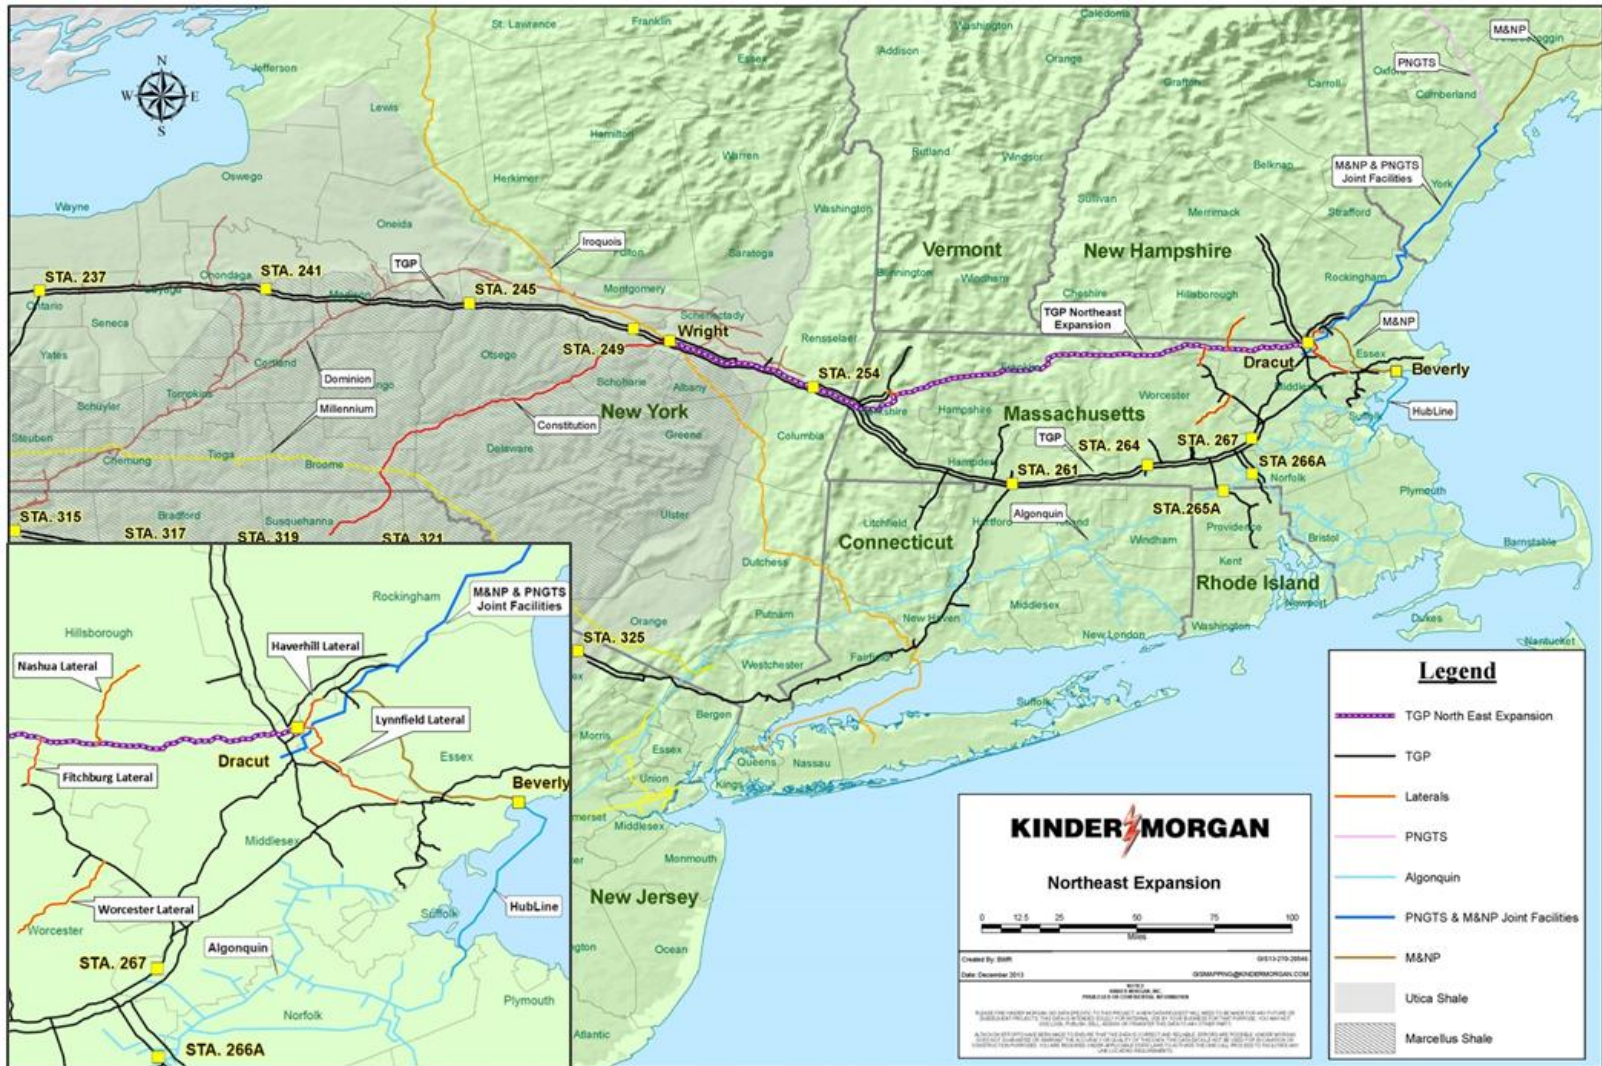 St. Lawrence
Franklin
Washington
Caledonia
M&NP
Jefferson
Essex
Addison
Orange
Grafton
Carroll
Oxford
PNGTS
Cumberland
N
W
E
S
Lewis
Hamilton
Warren
Rutland
Windsor
Belknap
M&NP & PNGTS
Joint Facilities
York
Oswego
Herkimer
Sullivan
Merrimack
Strafford
Wayne
Oneida
Washington
Iroquois
Fulton
Saratoga
Vermont
New Hampshire
STA. 237
STA. 241
TGP
STA. 245
Montgomery
Windham
Cheshire
Hillsborough
Rockingham
Ontario
Madison
Seneca
Schenectady
Rensselaer
TGP Northeast
Expansion
M&NP
Wright
STA. 249
Yates
Cortland
Otsego
Dracut
Essex
Beverly
Dominion
Schoharie
Albany
STA. 254
Tompkins
Schuyler
Millennium
New York
Hampshire
Massachusetts
Worcester
Suffolk
HubLine
Constitution
Steuben
Chemung
Tioga
Broome
Delaware
Greene
Columbia
TGP
STA. 264
STA. 267
Hampden
STA. 261
STA 266A
Norfolk
Plymouth
STA. 315
Bradford
Susquehanna
Ulster
Litchfield
Algonquin
STA.265A
Providence
STA. 317
STA. 319
STA. 321
Connecticut
Windham
Kent
Bristol
Barnstable
Dutchess
Rhode Island
Middlesex
Newport
Putnam
New Haven
New London
Washington
Dukes
Nantucket
Orange
STA. 325
Westchester
Fairfield
Suffolk
Bergen
Morris
Essex
Queens
Nassau
Union
Kings
Middlesex
Monmouth
New Jersey
Ocean
Atlantic
Rockingham
M&NP & PNGTS
Joint Facilities
Hillsborough
Haverhill Lateral
Nashua Lateral
Lynnfield Lateral
Dracut
Essex
Fitchburg Lateral
Beverly
Middlesex
Worcester Lateral
HubLine
Suffolk
Worcester
Algonquin
STA. 267
Plymouth
Norfolk
STA. 266A
KINDER MORGAN
Northeast Expansion
0 12.5 25 50 75 100
Miles
Date: December 2013
GISMAPPING@KINDERMORGAN.COM
Legend
TGP North East Expansion
TGP
Laterals
PNGTS
Algonquin
PNGTS & M&NP Joint Facilities
M&NP
Utica Shale
Marcellus Shale